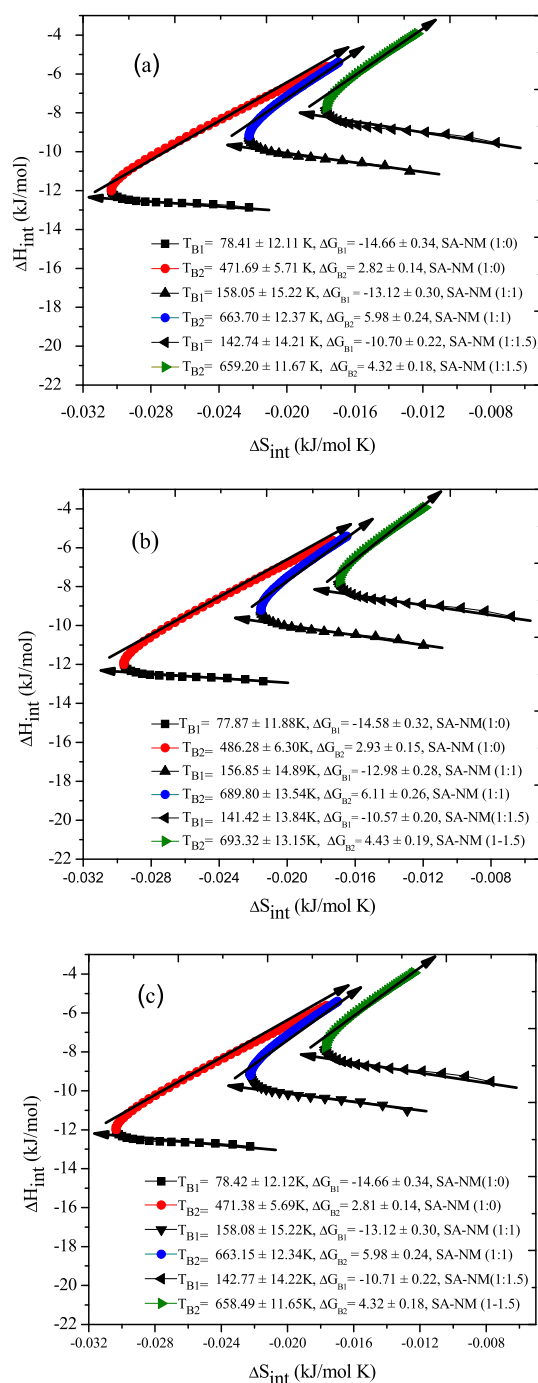 (a)
-4
-6
-8
-10
-12
-14
-16
-18
-20
-22
ΔH_int (kJ/mol)
T_B1= 78.41 ± 12.11 K, ΔG_B1= -14.66 ± 0.34, SA-NM (1:0)
T_B2= 471.69 ± 5.71 K, ΔG_B2= 2.82 ± 0.14, SA-NM (1:0)
T_B1= 158.05 ± 15.22 K, ΔG_B1= -13.12 ± 0.30, SA-NM (1:1)
T_B2= 663.70 ± 12.37 K, ΔG_B2= 5.98 ± 0.24, SA-NM (1:1)
T_B1= 142.74 ± 14.21 K, ΔG_B1= -10.70 ± 0.22, SA-NM (1:1.5)
T_B2= 659.20 ± 11.67 K, ΔG_B2= 4.32 ± 0.18, SA-NM (1:1.5)
-0.032 -0.028 -0.024 -0.020 -0.016 -0.012 -0.008
ΔS_int (kJ/mol K)
(b)
-4
-6
-8
-10
-12
-14
-16
-18
-20
-22
ΔH_int (kJ/mol)
T_B1= 77.87 ± 11.88K, ΔG_B1= -14.58 ± 0.32, SA-NM(1:0)
T_B2= 486.28 ± 6.30K, ΔG_B2= 2.93 ± 0.15, SA-NM (1:0)
T_B1= 156.85 ± 14.89K, ΔG_B1= -12.98 ± 0.28, SA-NM (1:1)
T_B2= 689.80 ± 13.54K, ΔG_B2= 6.11 ± 0.26, SA-NM (1:1)
T_B1= 141.42 ± 13.84K, ΔG_B1= -10.57 ± 0.20, SA-NM(1:1.5)
T_B2= 693.32 ± 13.15K, ΔG_B2= 4.43 ± 0.19, SA-NM (1-1.5)
-0.032 -0.028 -0.024 -0.020 -0.016 -0.012 -0.008
ΔS_int (kJ/mol K)
(c)
-4
-6
-8
-10
-12
-14
-16
-18
-20
-22
ΔH_int (kJ/mol)
T_B1= 78.42 ± 12.12K, ΔG_B1= -14.66 ± 0.34, SA-NM(1:0)
T_B2= 471.38 ± 5.69K, ΔG_B2= 2.81 ± 0.14, SA-NM (1:0)
T_B1= 158.08 ± 15.22K, ΔG_B1= -13.12 ± 0.30, SA-NM (1:1)
T_B2= 663.15 ± 12.34K, ΔG_B2= 5.98 ± 0.24, SA-NM (1:1)
T_B1= 142.77 ± 14.22K, ΔG_B1= -10.71 ± 0.22, SA-NM(1:1.5)
T_B2= 658.49 ± 11.65K, ΔG_B2= 4.32 ± 0.18, SA-NM (1-1.5)
-0.032 -0.028 -0.024 -0.020 -0.016 -0.012 -0.008
ΔS_int (kJ/mol K)